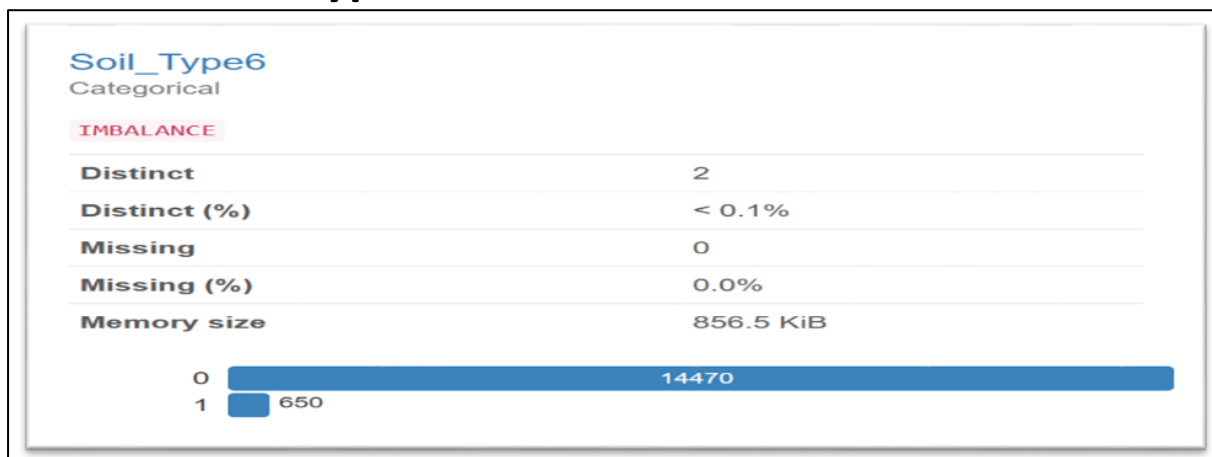 Soil_Type6
Categorical
IMBALANCE
Distinct 2
Distinct (%) < 0.1%
Missing 0
Missing (%) 0.0%
Memory size 856.5 KiB
0 14470
1 650